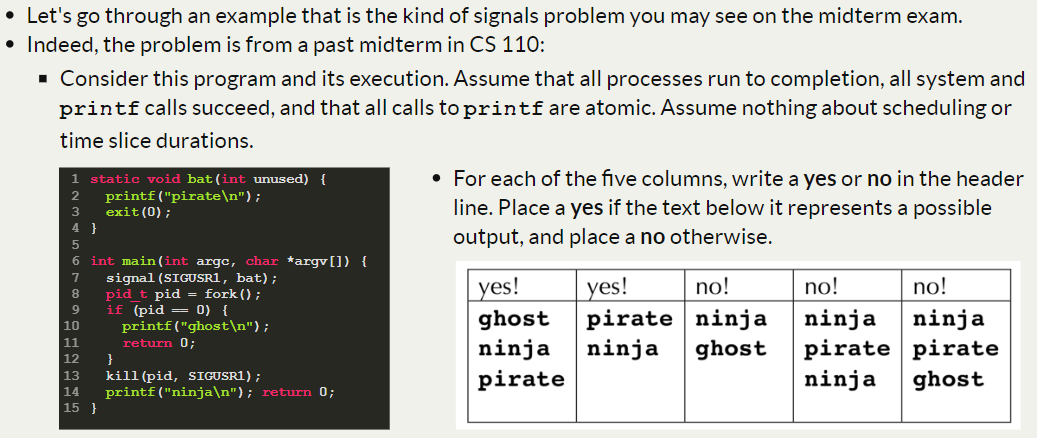 Let's go through an example that is the kind of signals problem you may see on the midterm exam.
Indeed, the problem is from a past midterm in CS 110:
Consider this program and its execution. Assume that all processes run to completion, all system and
printf calls succeed, and that all calls to printf are atomic. Assume nothing about scheduling or
time slice durations.
1 static void bat(int unused) {
2   printf("pirate\n");
3   exit(0);
4 }
5
6 int main(int argc, char *argv[]) {
7   signal(SIGUSR1, bat);
8   pid_t pid = fork();
9   if (pid == 0) {
10     printf("ghost\n");
11     return 0;
12   }
13   kill(pid, SIGUSR1);
14   printf("ninja\n"); return 0;
15 }
For each of the five columns, write a yes or no in the header
line. Place a yes if the text below it represents a possible
output, and place a no otherwise.
yes! yes! no! no! no!
ghost pirate ninja ninja ninja
ninja ninja ghost pirate pirate
pirate ninja ghost